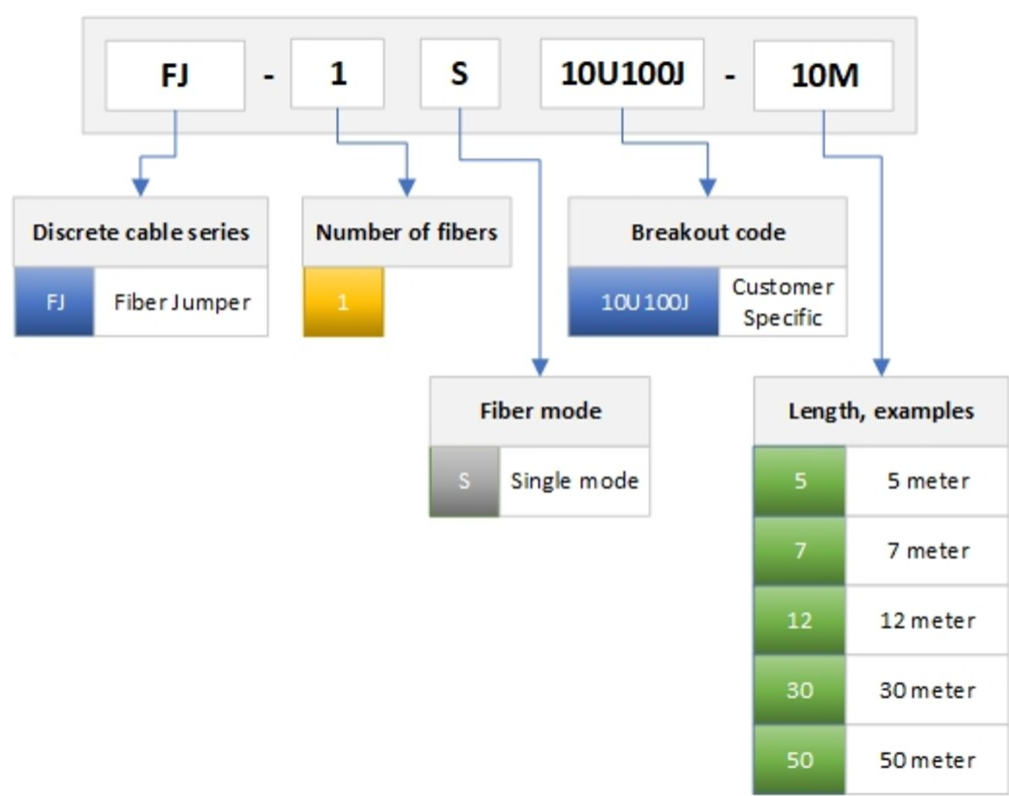 FJ - 1 S 10U100J - 10M
Discrete cable series
FJ Fiber Jumper
Number of fibers
1
Breakout code
10U100J Customer
Specific
Fiber mode
S Single mode
Length, examples
5 5 meter
7 7 meter
12 12 meter
30 30 meter
50 50 meter